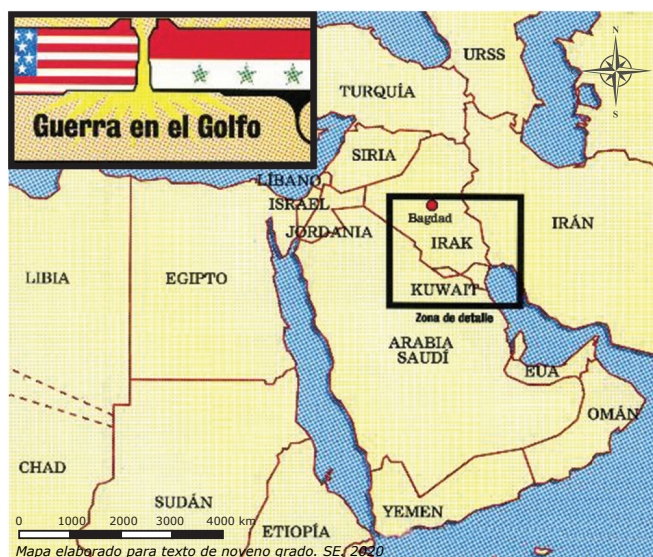 Guerra en el Golfo
URSS
N
S
TURQUÍA
SIRIA
LÍBANO
ISRAEL
JORDANIA
Bagdad
IRAK
IRÁN
LIBIA
EGIPTO
KUWAIT
Zona de detalle
ARABIA
SAUDÍ
EUA
OMÁN
CHAD
SUDÁN
YEMEN
ETIOPÍA
0 1000 2000 3000 4000 km
Mapa elaborado para texto de noveno grado. SE. 2020